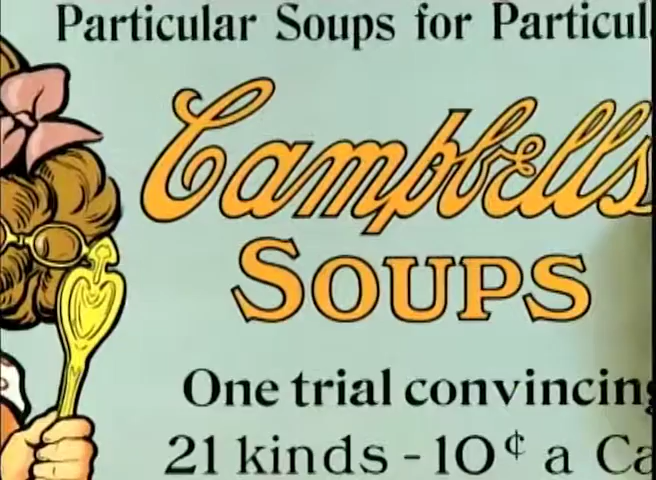 Particular Soups for Particul
Campbells
SOUPS
One trial convincing
21 kinds - 10¢ a Ca